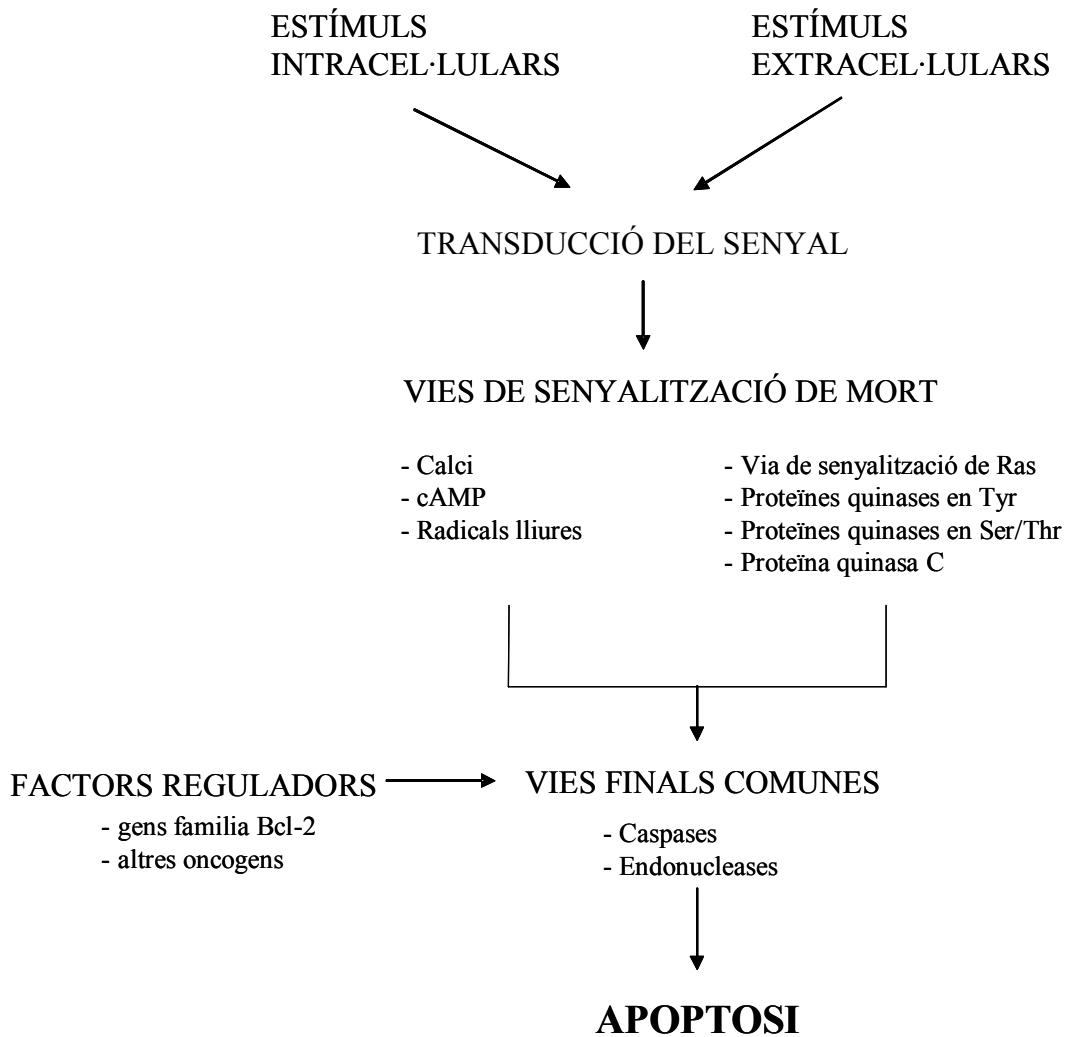 ESTÍMULS
INTRACEL·LULARS
ESTÍMULS
EXTRACEL·LULARS
TRANSDUCCIÓ DEL SENYAL
VIES DE SENYALITZACIÓ DE MORT
- Calci
- cAMP
- Radicals lliures
- Via de senyalització de Ras
- Proteïnes quinases en Tyr
- Proteïnes quinases en Ser/Thr
- Proteïna quinasa C
FACTORS REGULADORS
- gens familia Bcl-2
- altres oncogens
VIES FINALS COMUNES
- Caspases
- Endonucleases
APOPTOSI